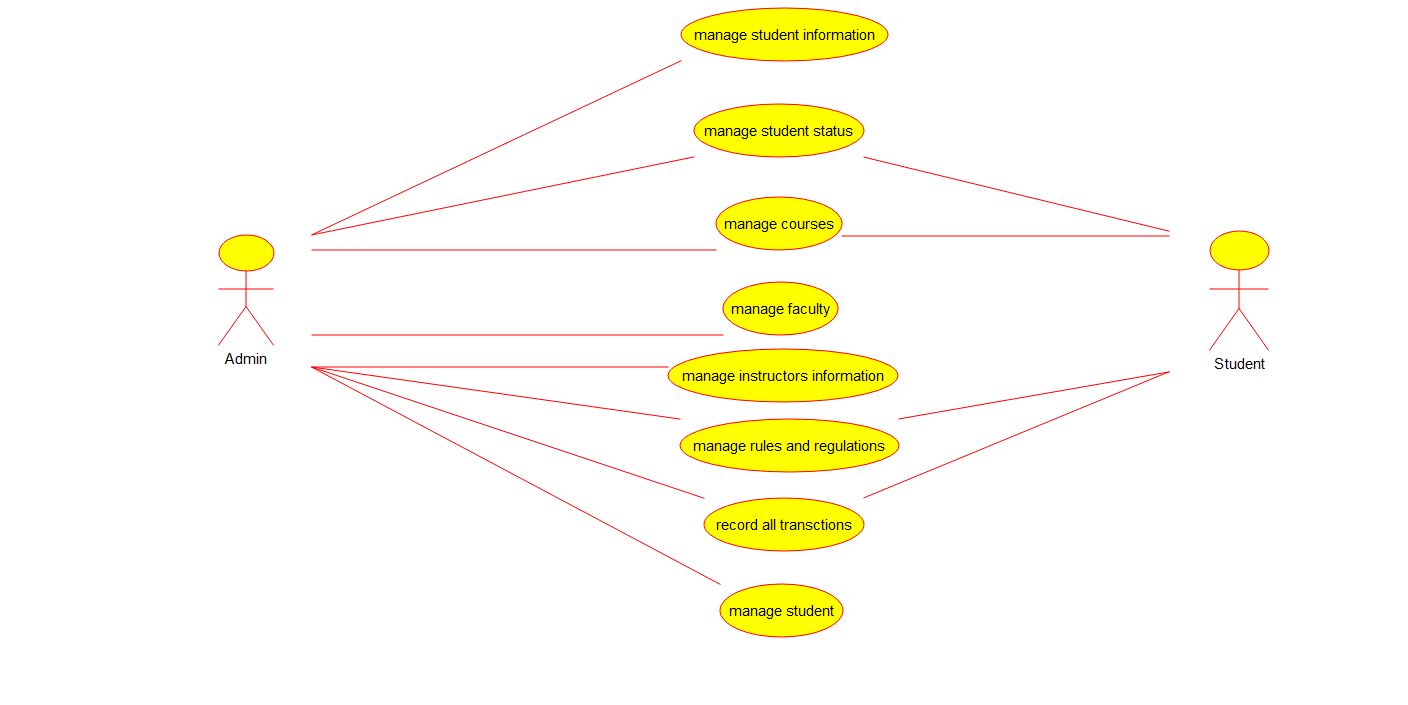 manage student information
manage student status
manage courses
manage faculty
Admin
Student
manage instructors information
manage rules and regulations
record all transctions
manage student